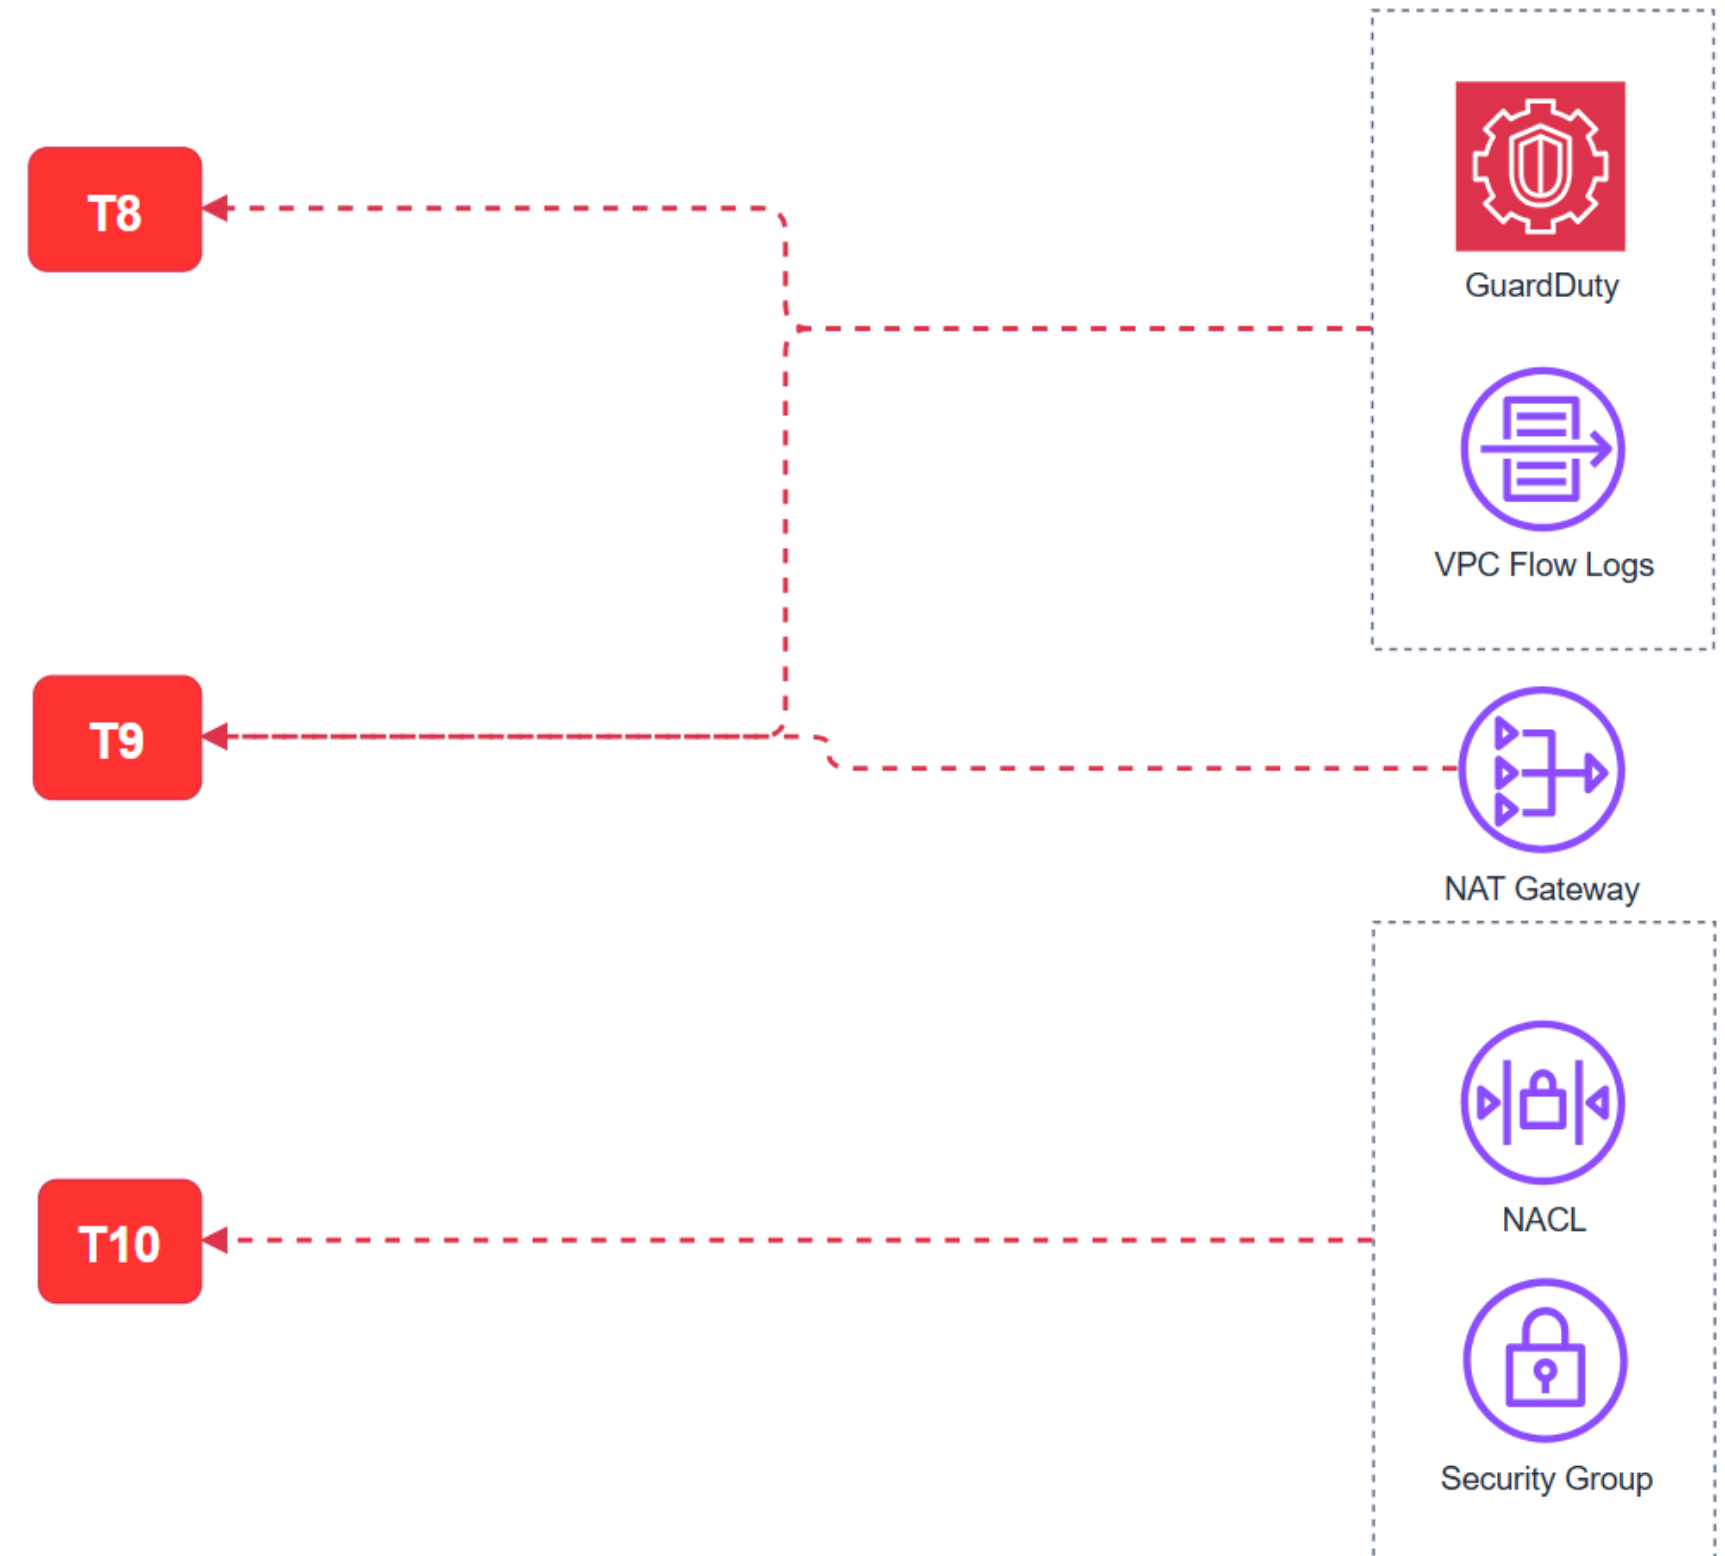 GuardDuty
T8
VPC Flow Logs
T9
NAT Gateway
NACL
T10
Security Group